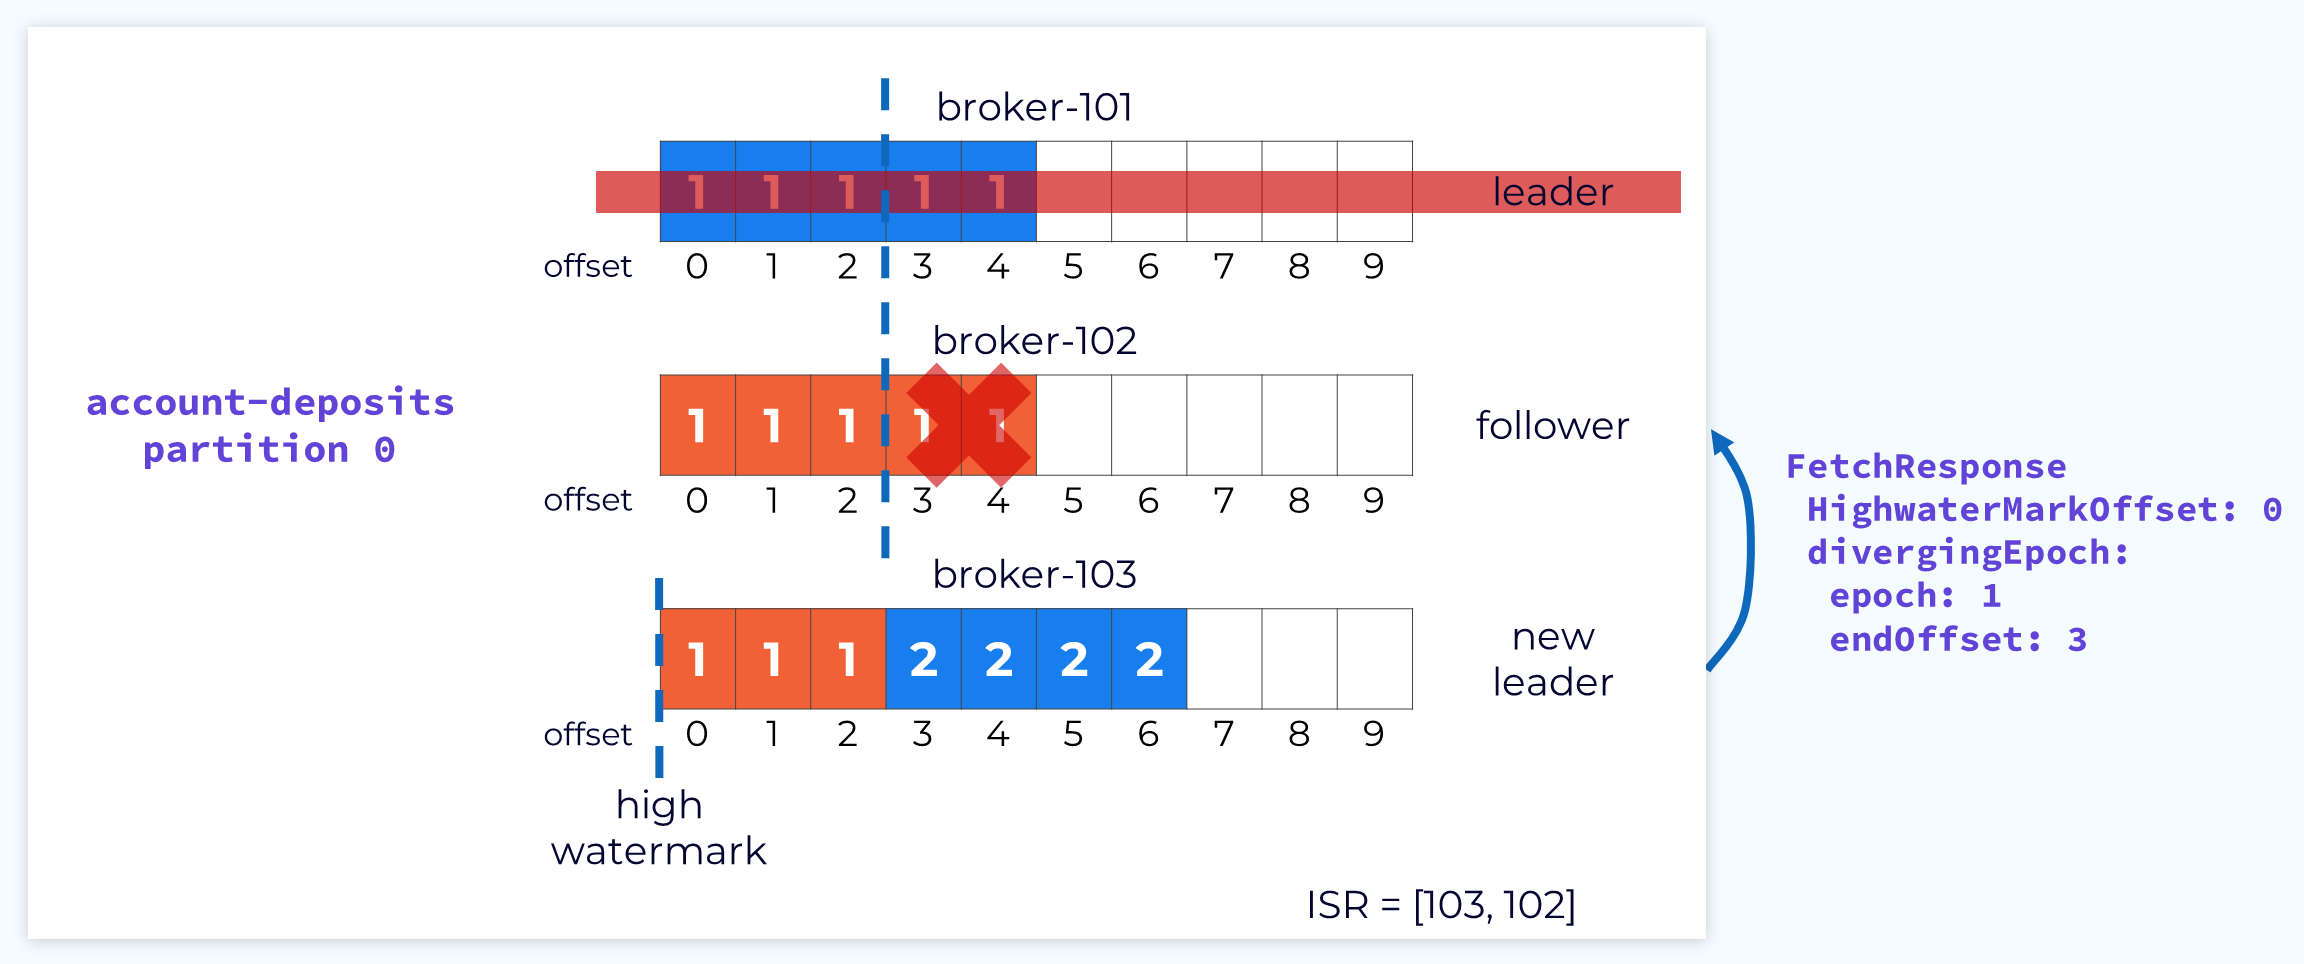 broker-101
1 1 1 1 1
leader
offset 0 1 2 3 4 5 6 7 8 9
broker-102
account-deposits
partition 0
1 1 1 1 1
follower
offset 0 1 2 3 4 5 6 7 8 9
FetchResponse
HighwaterMarkOffset: 0
divergingEpoch:
epoch: 1
endOffset: 3
broker-103
1 1 1 2 2 2 2
new
leader
offset 0 1 2 3 4 5 6 7 8 9
high
watermark
ISR = [103, 102]